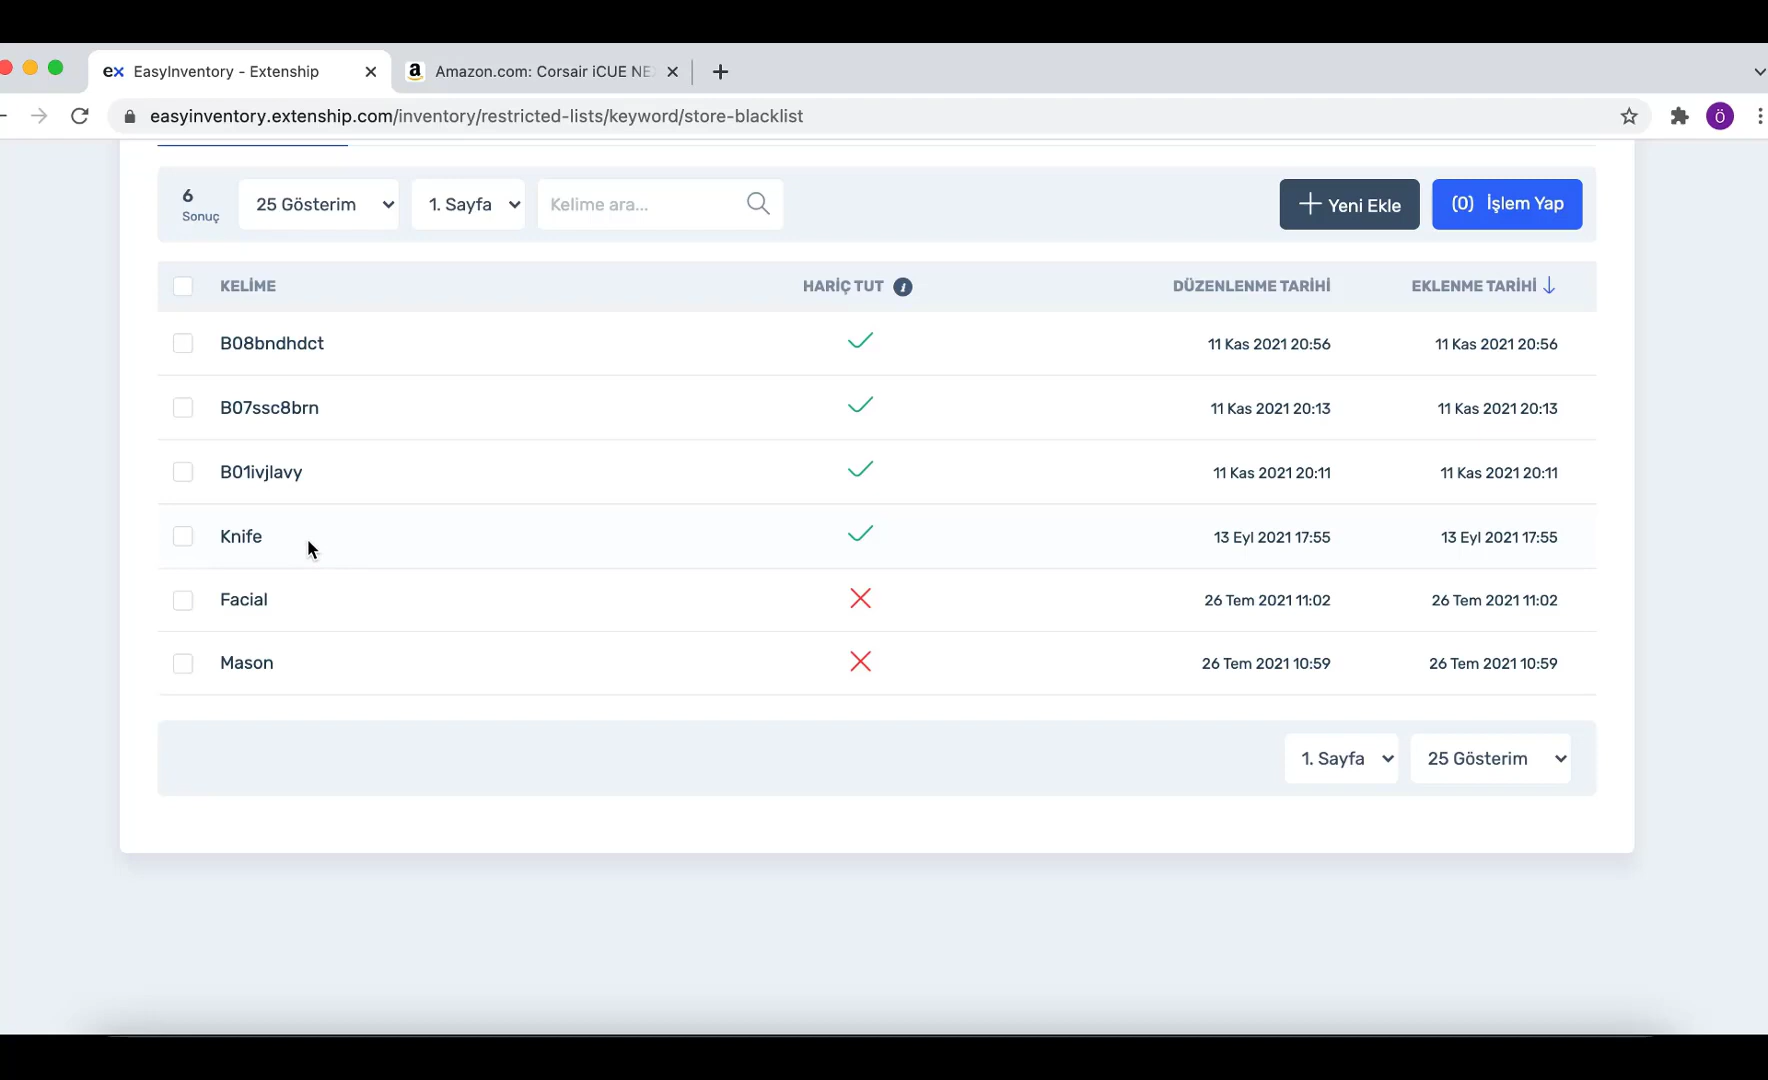 ex EasyInventory - Extenship
a Amazon.com: Corsair iCUE NE
easyinventory.extenship.com/inventory/restricted-lists/keyword/store-blacklist
Ö
6
Sonuç
25 Gösterim
1. Sayfa
Kelime ara...
Yeni Ekle
(0) İşlem Yap
KELİME HARİÇ TUT i DÜZENLENME TARİHİ EKLENME TARİHİ
B08bndhdct 11 Kas 2021 20:56 11 Kas 2021 20:56
B07ssc8brn 11 Kas 2021 20:13 11 Kas 2021 20:13
B01ivjlavy 11 Kas 2021 20:11 11 Kas 2021 20:11
Knife 13 Eyl 2021 17:55 13 Eyl 2021 17:55
Facial 26 Tem 2021 11:02 26 Tem 2021 11:02
Mason 26 Tem 2021 10:59 26 Tem 2021 10:59
1. Sayfa 25 Gösterim